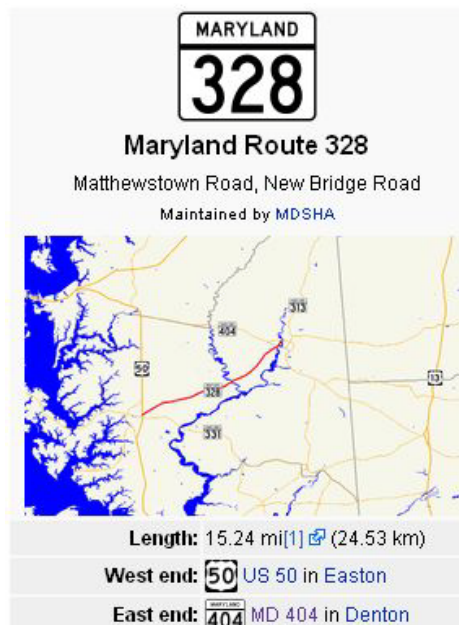 MARYLAND
328
Maryland Route 328
Matthewstown Road, New Bridge Road
Maintained by MDSHA
313
404
50
13
328
331
Length: 15.24 mi[1] (24.53 km)
West end: 50 US 50 in Easton
East end: MARYLAND 404 MD 404 in Denton